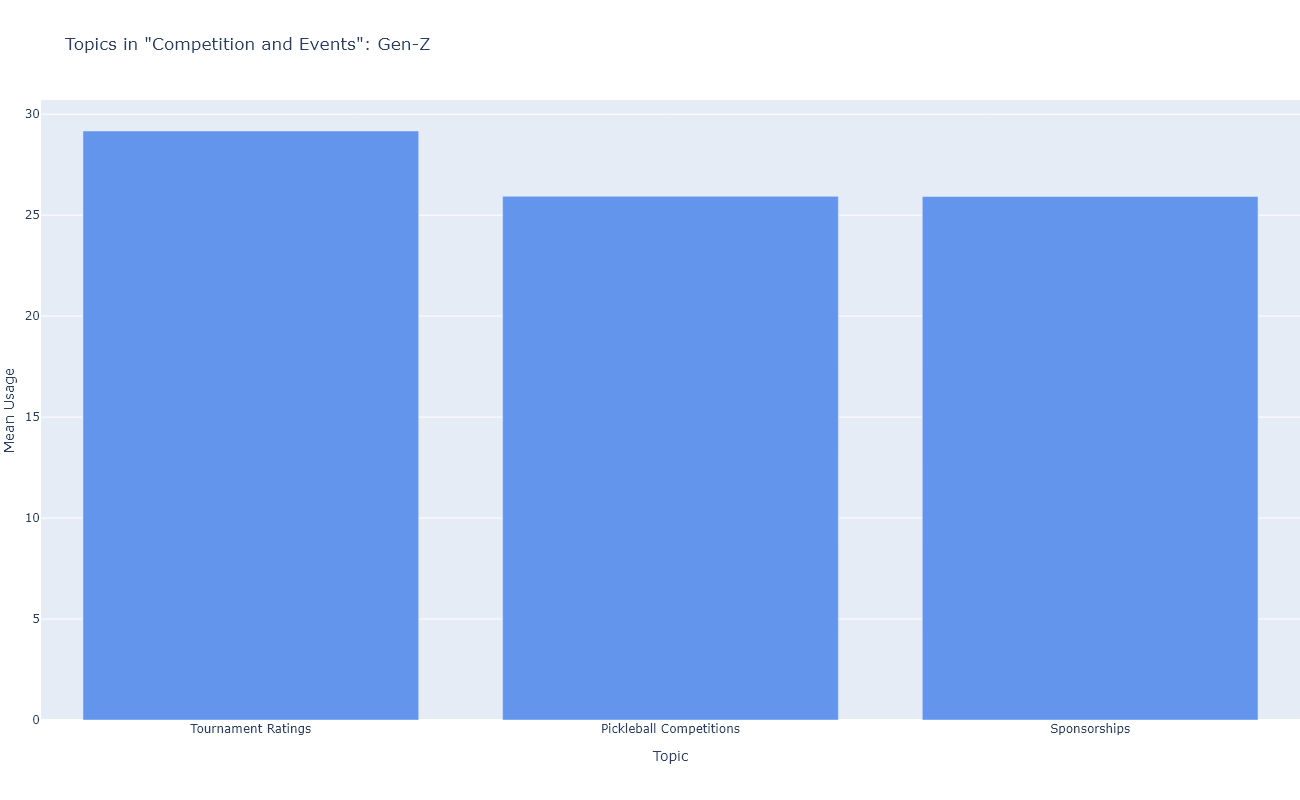 Topics in "Competition and Events": Gen-Z
30
25
20
15
10
5
0
Mean Usage
Tournament Ratings
Pickleball Competitions
Sponsorships
Topic